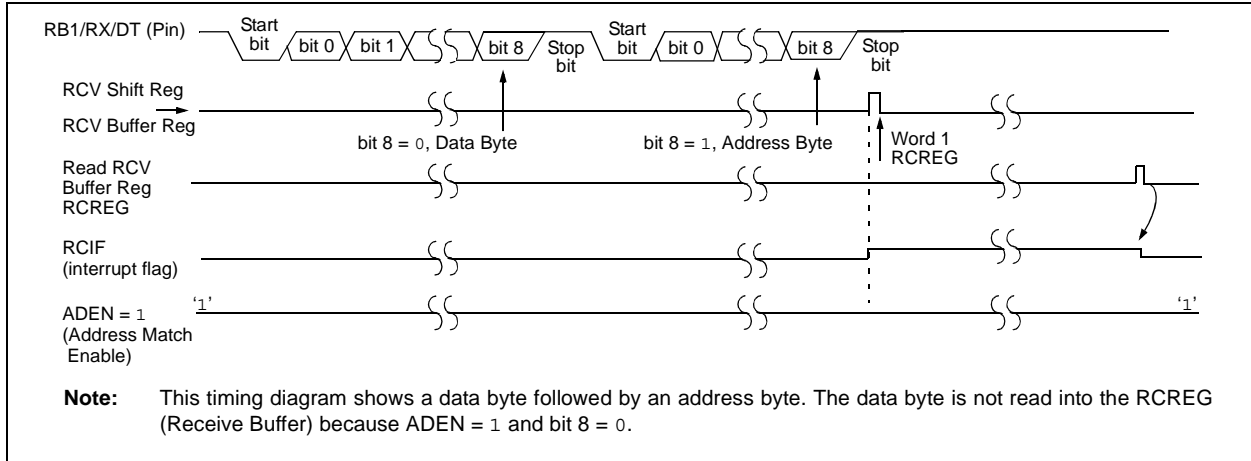 RB1/RX/DT (Pin)
Start bit
bit 0
bit 1
bit 8
Stop bit
Start bit
bit 0
bit 8
Stop bit
RCV Shift Reg
RCV Buffer Reg
bit 8 = 0, Data Byte
bit 8 = 1, Address Byte
Word 1
RCREG
Read RCV
Buffer Reg
RCREG
RCIF
(interrupt flag)
ADEN = 1
(Address Match
Enable)
‘1’
‘1’
Note: This timing diagram shows a data byte followed by an address byte. The data byte is not read into the RCREG
(Receive Buffer) because ADEN = 1 and bit 8 = 0.